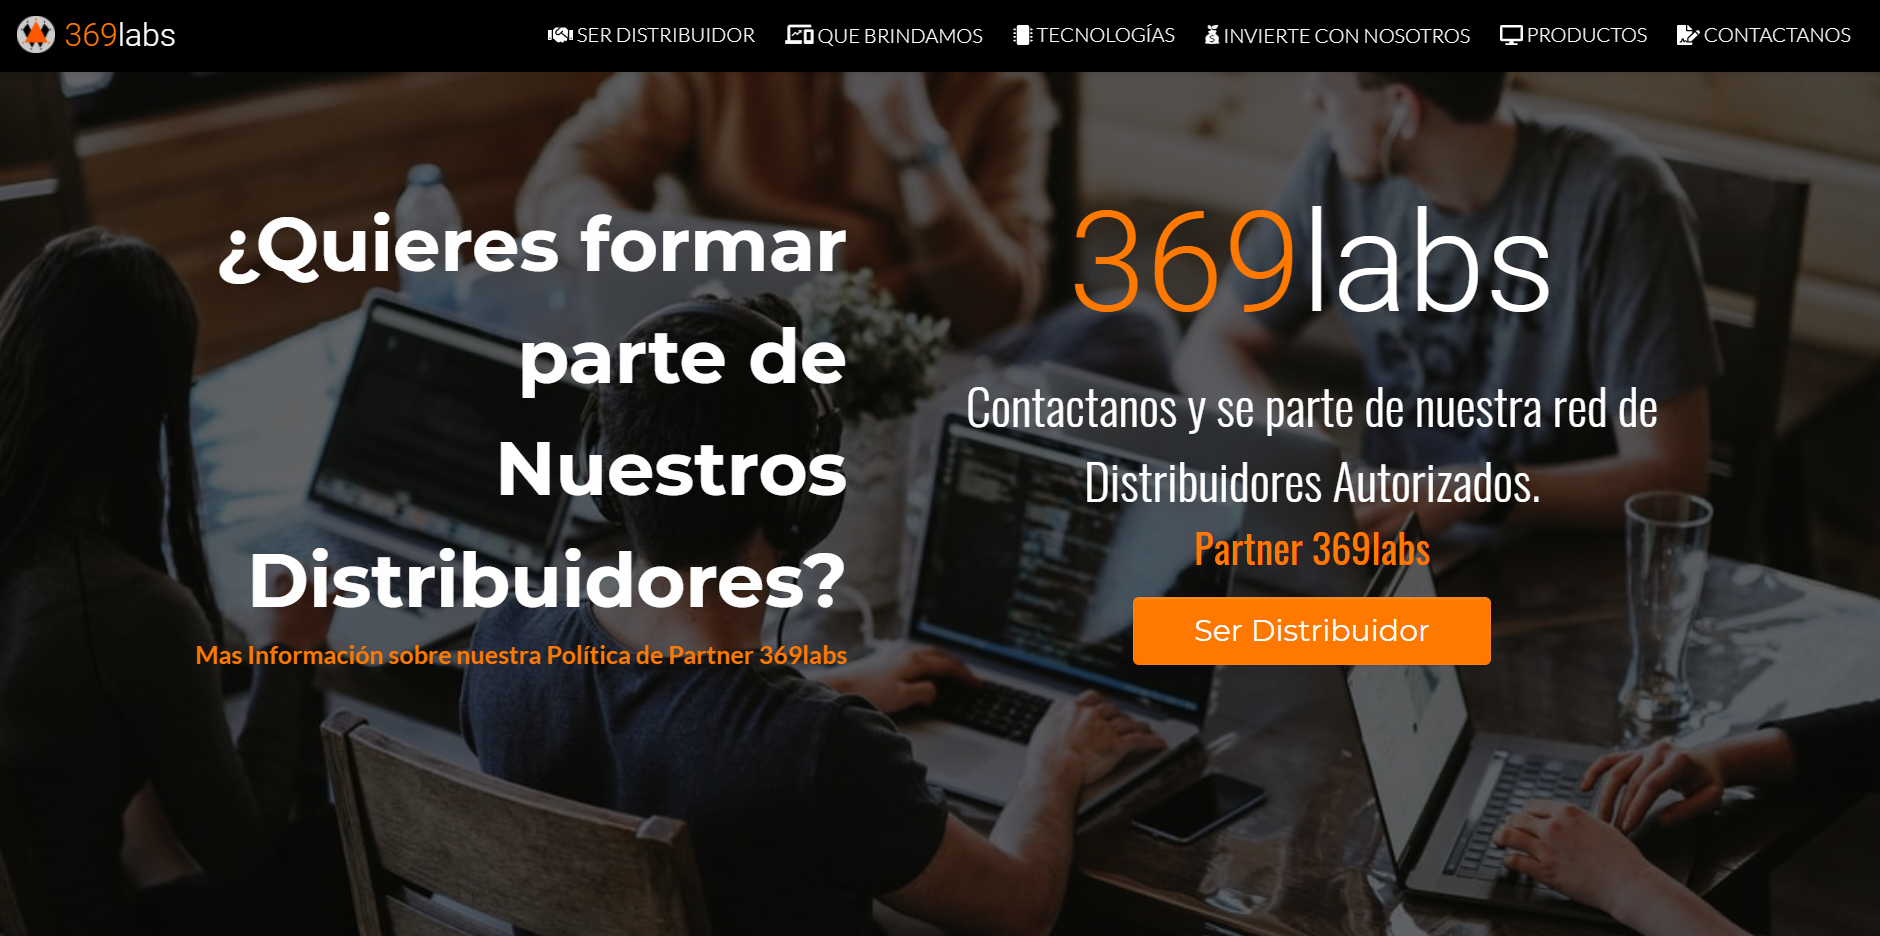 369labs
SER DISTRIBUIDOR
QUE BRINDAMOS
TECNOLOGÍAS
INVIERTE CON NOSOTROS
PRODUCTOS
CONTACTANOS
¿Quieres formar
parte de
Nuestros
Distribuidores?
Mas Información sobre nuestra Política de Partner 369labs
369labs
Contactanos y se parte de nuestra red de
Distribuidores Autorizados.
Partner 369labs
Ser Distribuidor